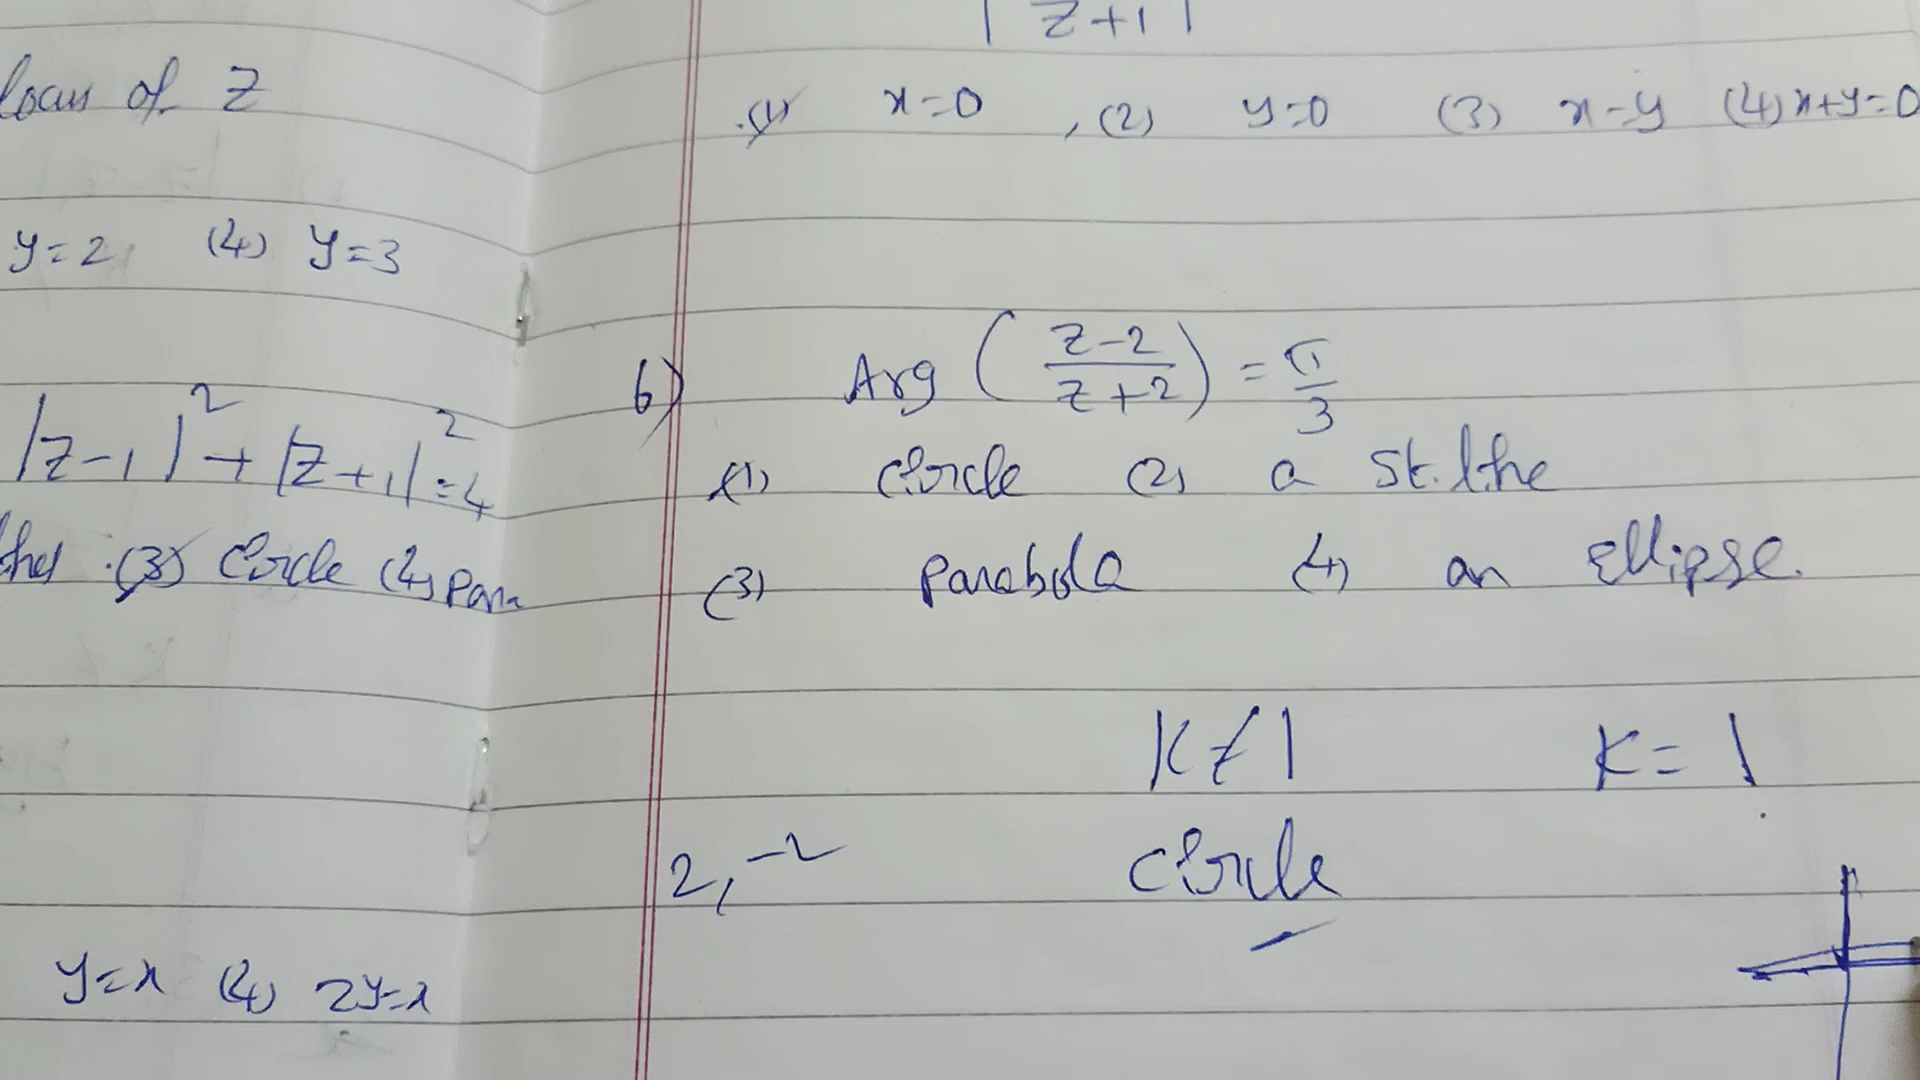 locus of z
y=2, (4) y=3
|z-1|² + |z+1|² = 4
(3) Circle (4) Para
y=x (4) 2y=x
|z+1|
(1) x=0 , (2) y=0 (3) x=y (4) x+y=0
6) Arg ( (z-2)/(z+2) ) = π/3
(1) Circle (2) a St. line
(3) Parabola (4) an Ellipse.
K≠1 K=1
2, -2 Circle